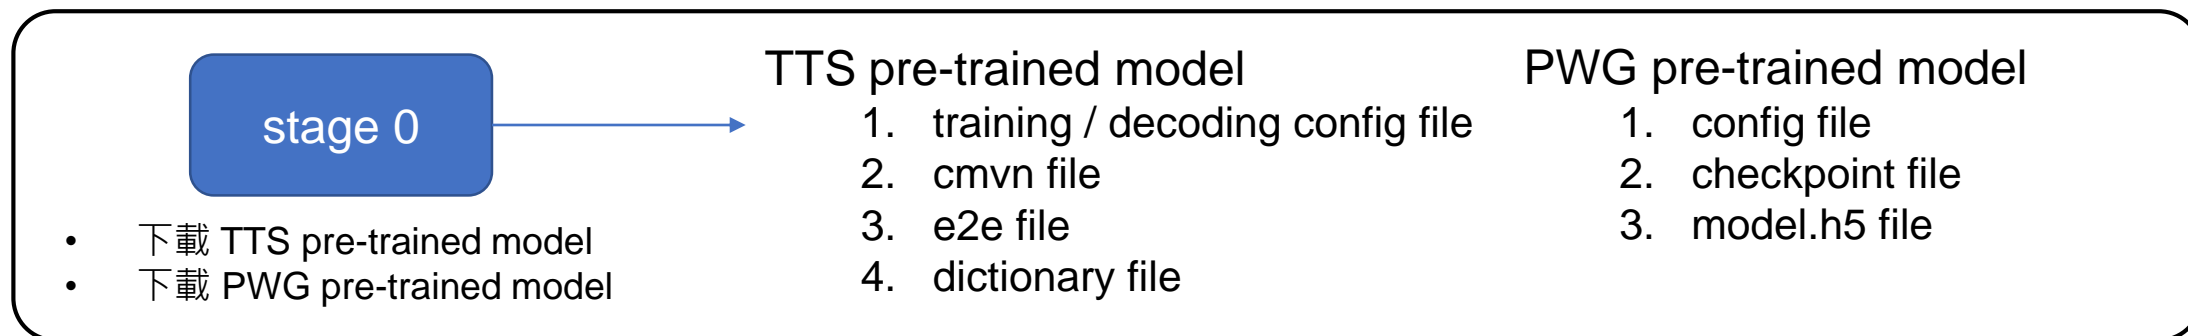 stage 0
• 下載 TTS pre-trained model
• 下載 PWG pre-trained model
TTS pre-trained model
1. training / decoding config file
2. cmvn file
3. e2e file
4. dictionary file
PWG pre-trained model
1. config file
2. checkpoint file
3. model.h5 file